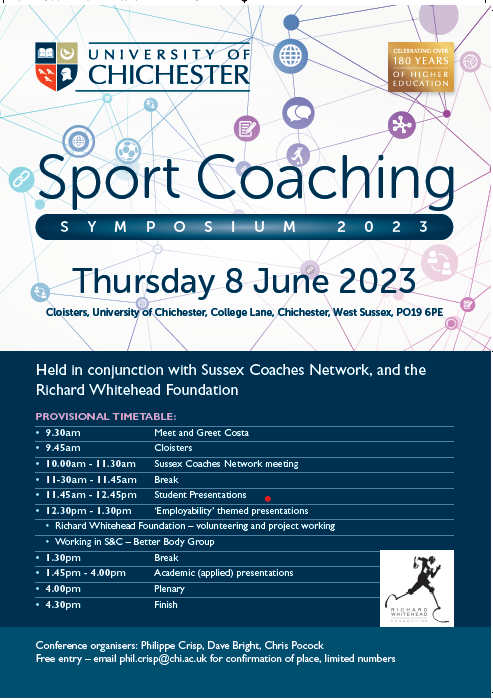 UNIVERSITY OF
CHICHESTER
CELEBRATING OVER
180 YEARS
OF HIGHER
EDUCATION
Sport Coaching
SYMPOSIUM 2023
Thursday 8 June 2023
Cloisters, University of Chichester, College Lane, Chichester, West Sussex, PO19 6PE
Held in conjunction with Sussex Coaches Network, and the
Richard Whitehead Foundation
PROVISIONAL TIMETABLE:
• 9.30am Meet and Greet Costa
• 9.45am Cloisters
• 10.00am - 11.30am Sussex Coaches Network meeting
• 11-30am - 11.45am Break
• 11.45am - 12.45pm Student Presentations
• 12.30pm - 1.30pm 'Employability' themed presentations
• Richard Whitehead Foundation – volunteering and project working
• Working in S&C – Better Body Group
• 1.30pm Break
• 1.45pm - 4.00pm Academic (applied) presentations
• 4.00pm Plenary
• 4.30pm Finish
RICHARD
WHITEHEAD
FOUNDATION
Conference organisers: Philippe Crisp, Dave Bright, Chris Pocock
Free entry – email phil.crisp@chi.ac.uk for confirmation of place, limited numbers